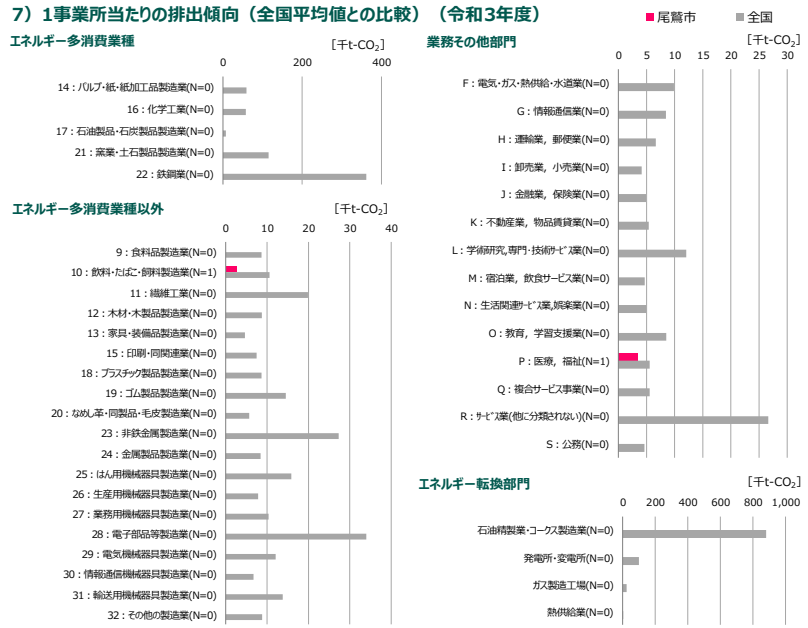 7）1事業所当たりの排出傾向（全国平均値との比較）（令和3年度）
■尾鷲市 ■全国
エネルギー多消費業種
[千t-CO₂]
0 200 400
14：パルプ・紙・紙加工品製造業(N=0)
16：化学工業(N=0)
17：石油製品・石炭製品製造業(N=0)
21：窯業・土石製品製造業(N=0)
22：鉄鋼業(N=0)
エネルギー多消費業種以外
[千t-CO₂]
0 10 20 30 40
9：食料品製造業(N=0)
10：飲料・たばこ・飼料製造業(N=1)
11：繊維工業(N=0)
12：木材・木製品製造業(N=0)
13：家具・装備品製造業(N=0)
15：印刷・同関連業(N=0)
18：プラスチック製品製造業(N=0)
19：ゴム製品製造業(N=0)
20：なめし革・同製品・毛皮製造業(N=0)
23：非鉄金属製造業(N=0)
24：金属製品製造業(N=0)
25：はん用機械器具製造業(N=0)
26：生産用機械器具製造業(N=0)
27：業務用機械器具製造業(N=0)
28：電子部品等製造業(N=0)
29：電気機械器具製造業(N=0)
30：情報通信機械器具製造業(N=0)
31：輸送用機械器具製造業(N=0)
32：その他の製造業(N=0)
業務その他部門
[千t-CO₂]
0 5 10 15 20 25 30
F：電気・ガス・熱供給・水道業(N=0)
G：情報通信業(N=0)
H：運輸業，郵便業(N=0)
I：卸売業，小売業(N=0)
J：金融業，保険業(N=0)
K：不動産業，物品賃貸業(N=0)
L：学術研究,専門・技術サービス業(N=0)
M：宿泊業，飲食サービス業(N=0)
N：生活関連サービス業,娯楽業(N=0)
O：教育，学習支援業(N=0)
P：医療，福祉(N=1)
Q：複合サービス事業(N=0)
R：サービス業(他に分類されない)(N=0)
S：公務(N=0)
エネルギー転換部門
[千t-CO₂]
0 200 400 600 800 1,000
石油精製業・コークス製造業(N=0)
発電所・変電所(N=0)
ガス製造工場(N=0)
熱供給業(N=0)